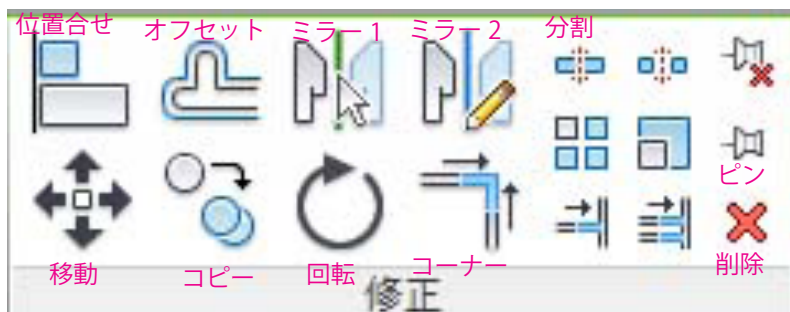 位置合せ オフセット ミラー 1 ミラー 2 分割
ピン
移動 コピー 回転 コーナー 削除
修正